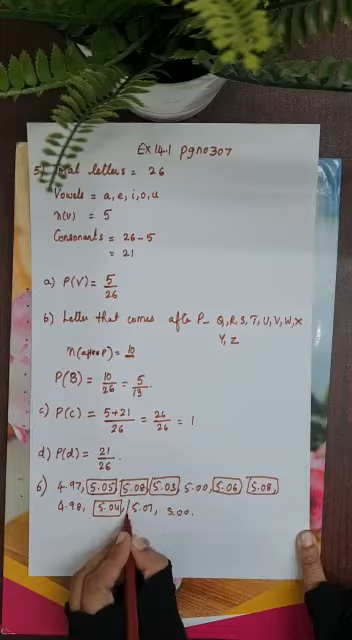 Ex 14.1 pg no 307
5) Total letters = 26
Vowels = a, e, i, o, u
n(v) = 5
Consonants = 26 - 5
= 21
a) P(V) = 5/26
b) Letter that comes after P - Q, R, S, T, U, V, W, X
Y, Z
n(after P) = 10
P(B) = 10/26 = 5/13.
c) P(c) = 5+21/26 = 26/26 = 1
d) P(d) = 21/26.
6) 4.97, 5.05, 5.08, 5.03, 5.00, 5.06, 5.08,
4.98, 5.04, 5.07, 5.00.